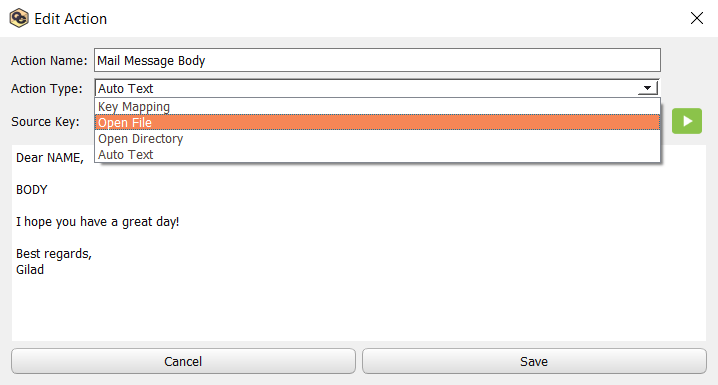 Edit Action
Action Name: Mail Message Body
Action Type: Auto Text
Key Mapping
Source Key: Open File
Open Directory
Auto Text
Dear NAME,
BODY
I hope you have a great day!
Best regards,
Gilad
Cancel Save